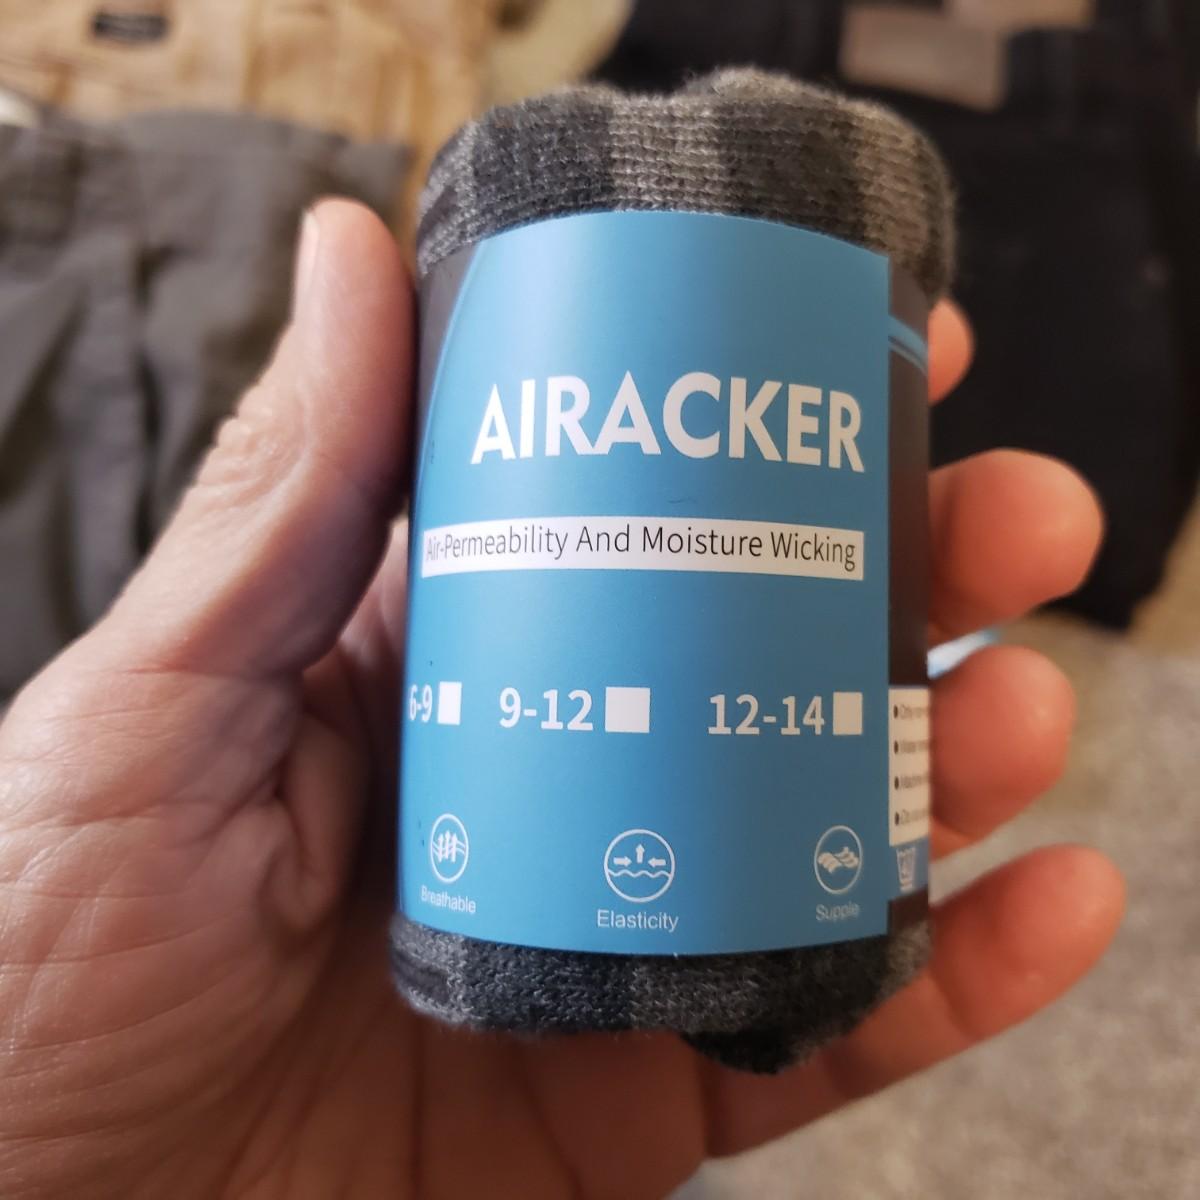 AIRACKER
Air-Permeability And Moisture Wicking
6-9 9-12 12-14
Breathable Elasticity Supple